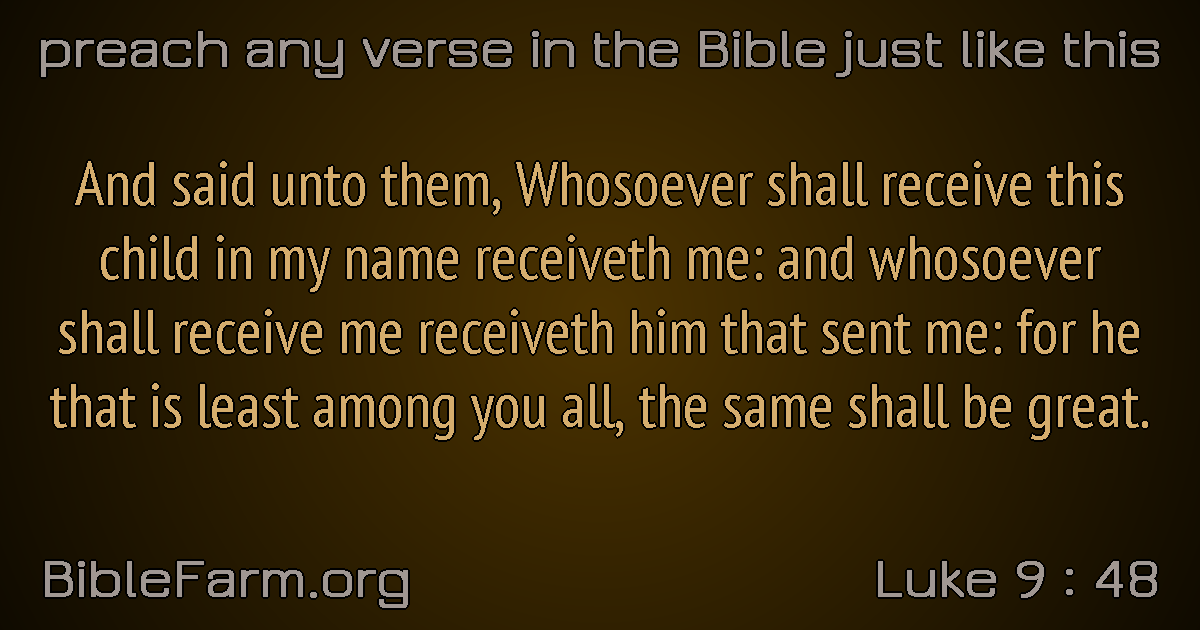 preach any verse in the Bible just like this
And said unto them, Whosoever shall receive this
child in my name receiveth me: and whosoever
shall receive me receiveth him that sent me: for he
that is least among you all, the same shall be great.
BibleFarm.org
Luke 9 : 48